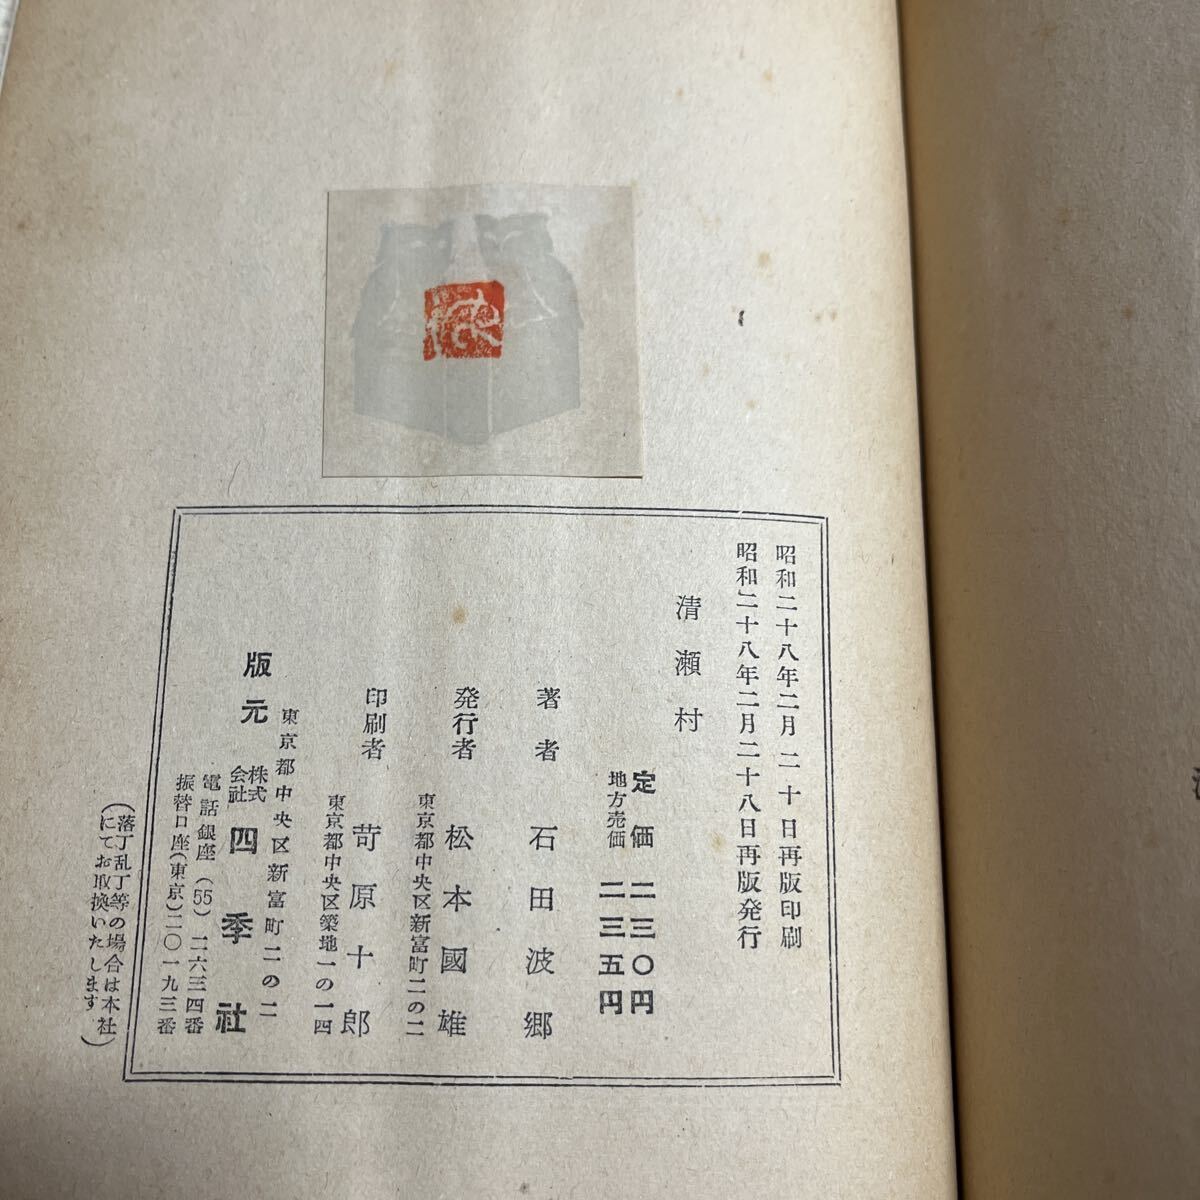 昭和二十八年二月 二十日再版印刷
昭和二十八年二月二十八日再版発行
清瀬村
定価 二三〇円
地方売価 二三五円
著者 石田波郷
発行者 松本國雄
東京都中央区新富町二の二
印刷者 苛原十郎
東京都中央区築地一の一四
東京都中央区新富町二の二
版元 株式会社 四季社
電話銀座(55)二六三四番
振替口座(東京)二〇一九三番
(落丁乱丁等の場合は本社
にてお取換いたします)